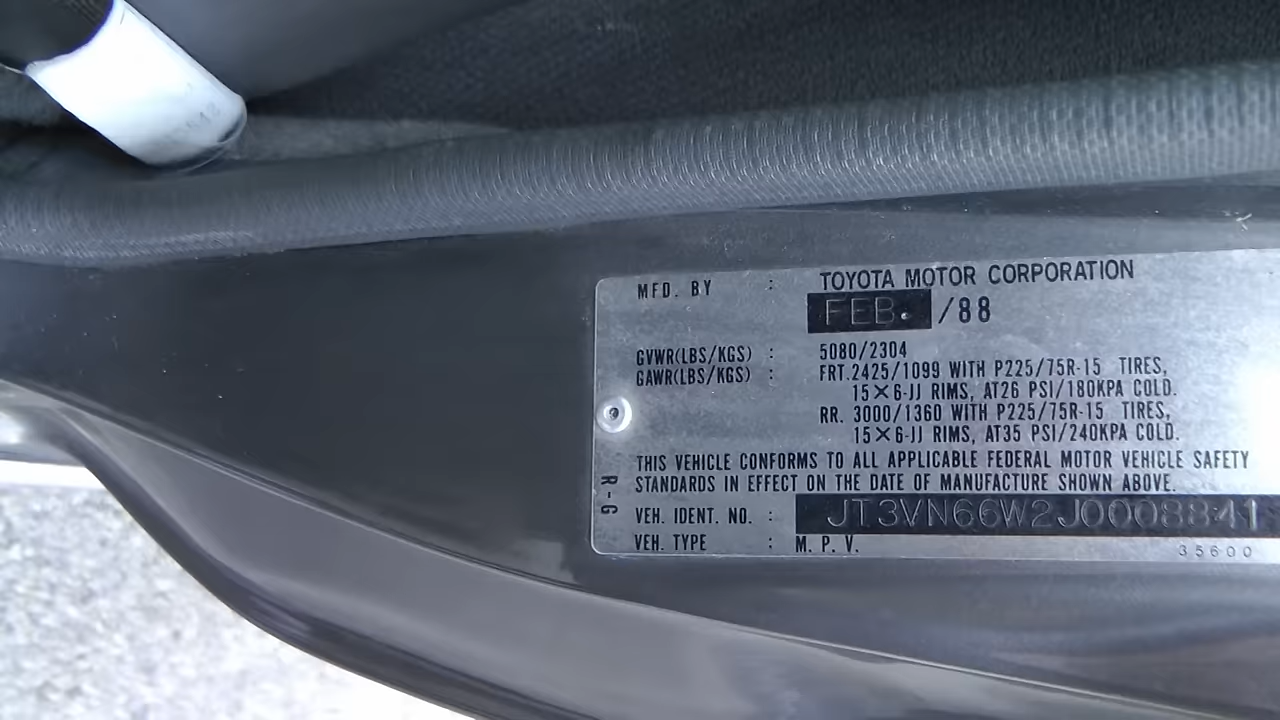 MFD. BY : TOYOTA MOTOR CORPORATION
FEB. /88
GVWR(LBS/KGS) : 5080/2304
GAWR(LBS/KGS) : FRT.2425/1099 WITH P225/75R-15 TIRES,
15×6-JJ RIMS, AT26 PSI/180KPA COLD.
RR. 3000/1360 WITH P225/75R-15 TIRES,
15×6-JJ RIMS, AT35 PSI/240KPA COLD.
THIS VEHICLE CONFORMS TO ALL APPLICABLE FEDERAL MOTOR VEHICLE SAFETY
STANDARDS IN EFFECT ON THE DATE OF MANUFACTURE SHOWN ABOVE.
R-G
VEH. IDENT. NO. : JT3VN66W2J0008841
VEH. TYPE : M. P. V.
35600